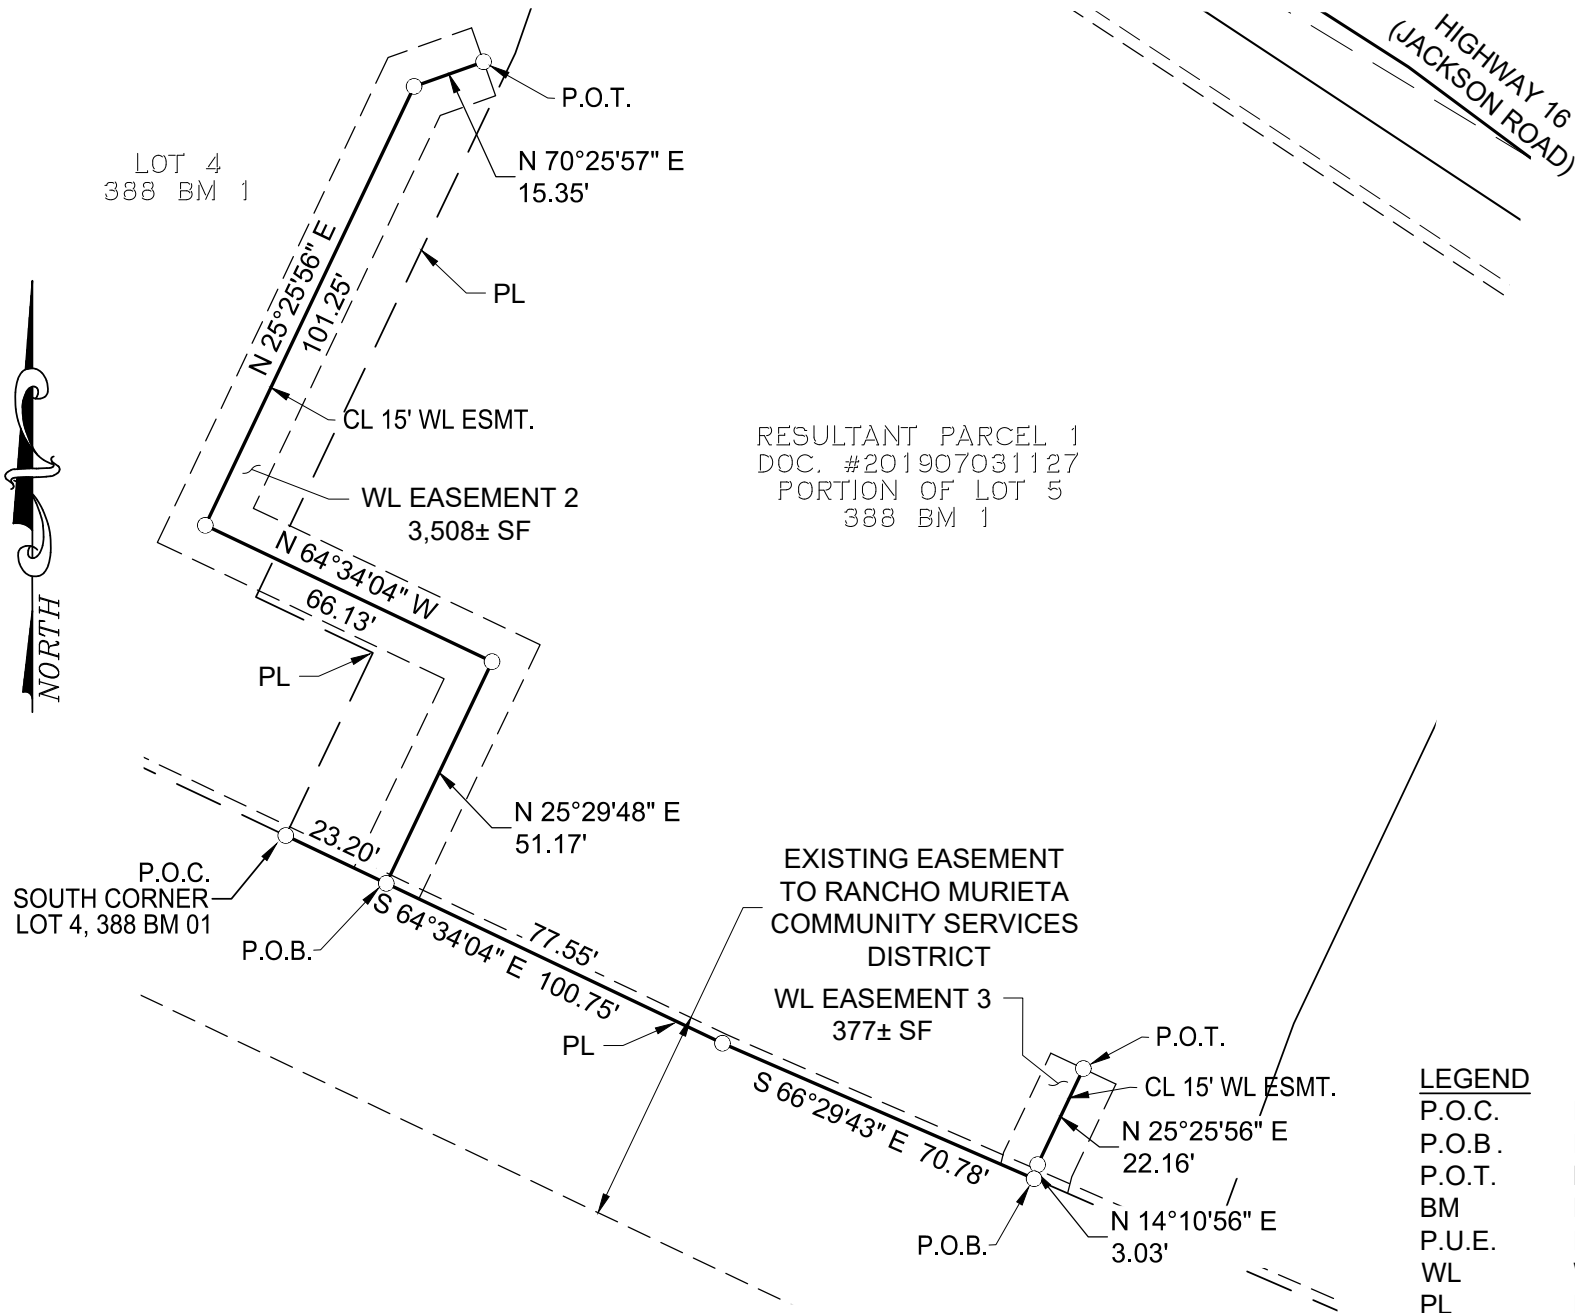 HIGHWAY 16
(JACKSON ROAD)
P.O.T.
LOT 4
388 BM 1
N 70°25'57" E
15.35'
N 25°25'56" E
101.25'
PL
CL 15' WL ESMT.
WL EASEMENT 2
3,508± SF
RESULTANT PARCEL 1
DOC. #201907031127
PORTION OF LOT 5
388 BM 1
NORTH
N 64°34'04" W
66.13'
PL
N 25°29'48" E
51.17'
23.20'
P.O.C.
SOUTH CORNER
LOT 4, 388 BM 01
P.O.B.
S 64°34'04" E 100.75'
77.55'
PL
EXISTING EASEMENT
TO RANCHO MURIETA
COMMUNITY SERVICES
DISTRICT
WL EASEMENT 3
377± SF
S 66°29'43" E 70.78'
P.O.T.
CL 15' WL ESMT.
N 25°25'56" E
22.16'
N 14°10'56" E
3.03'
P.O.B.
LEGEND
P.O.C.
P.O.B.
P.O.T.
BM
P.U.E.
WL
PL